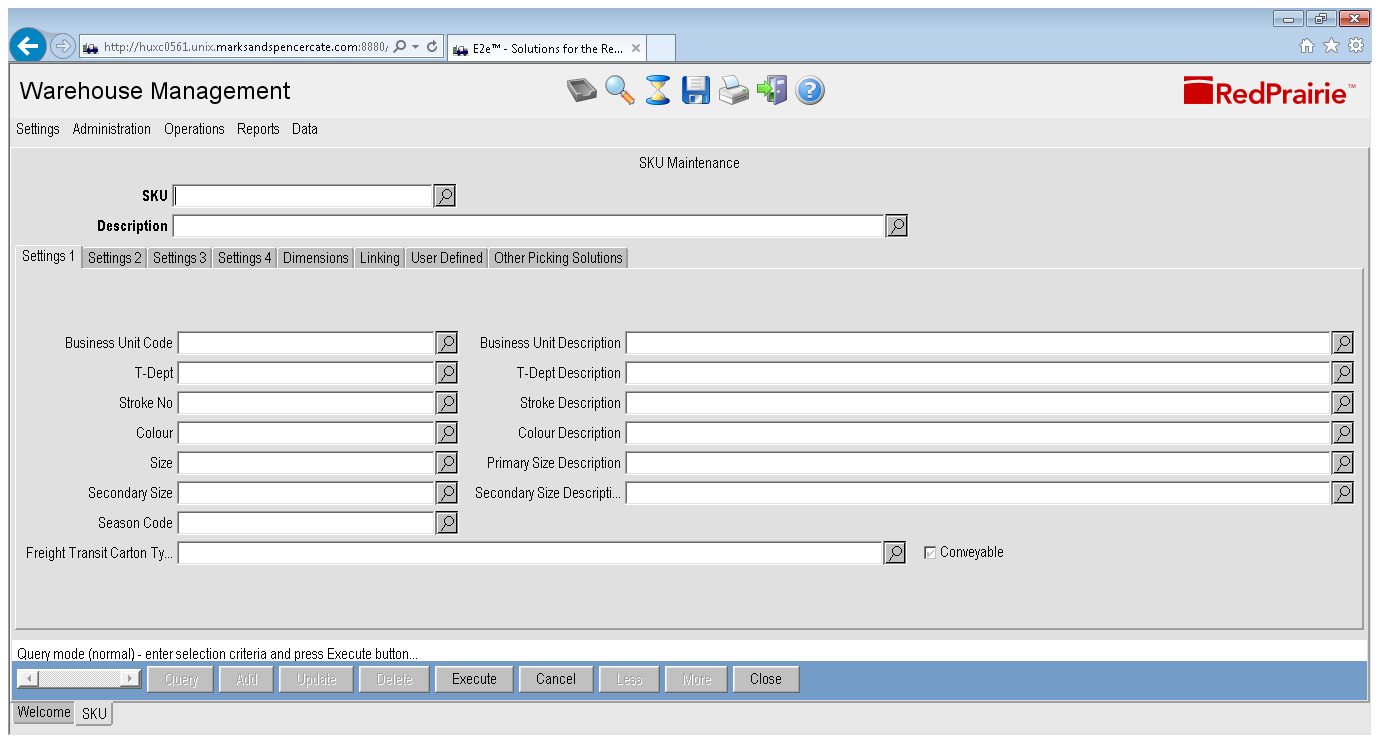 http://huxc0561.unix.marksandspencercate.com:8880,
E2e™ - Solutions for the Re...
Warehouse Management
RedPrairie™
Settings Administration Operations Reports Data
SKU Maintenance
SKU
Description
Settings 1 Settings 2 Settings 3 Settings 4 Dimensions Linking User Defined Other Picking Solutions
Business Unit Code Business Unit Description
T-Dept T-Dept Description
Stroke No Stroke Description
Colour Colour Description
Size Primary Size Description
Secondary Size Secondary Size Descripti...
Season Code
Freight Transit Carton Ty... Conveyable
Query mode (normal) - enter selection criteria and press Execute button...
Query Add Update Delete Execute Cancel Less More Close
Welcome SKU